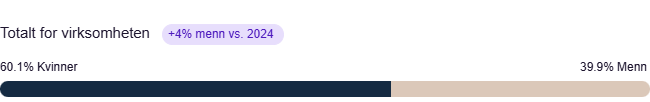 Totalt for virksomheten +4% menn vs. 2024
60.1% Kvinner 39.9% Menn